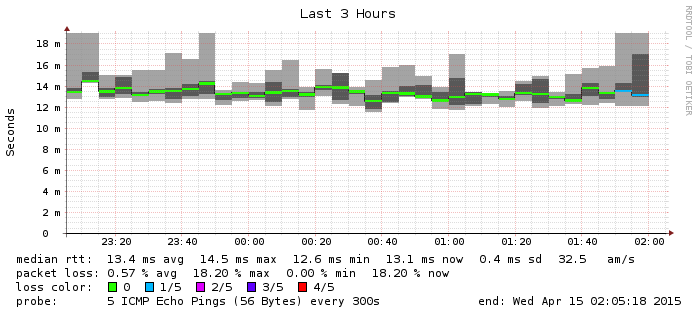 Last 3 Hours
RRDTOOL / TOBI OETIKER
Seconds
18 m
16 m
14 m
12 m
10 m
8 m
6 m
4 m
2 m
0
23:20 23:40 00:00 00:20 00:40 01:00 01:20 01:40 02:00
median rtt: 13.4 ms avg 14.5 ms max 12.6 ms min 13.1 ms now 0.4 ms sd 32.5 am/s
packet loss: 0.57 % avg 18.20 % max 0.00 % min 18.20 % now
loss color: 0 1/5 2/5 3/5 4/5
probe: 5 ICMP Echo Pings (56 Bytes) every 300s end: Wed Apr 15 02:05:18 2015